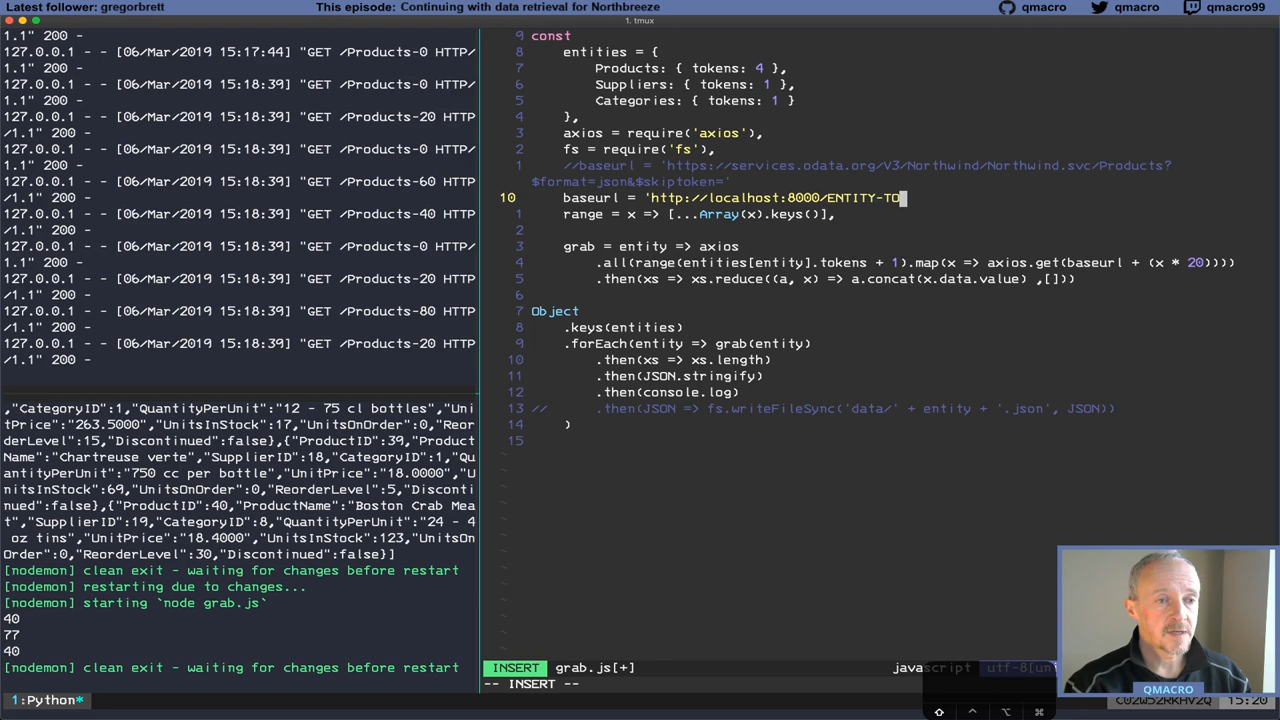 Latest follower: gregorbrett
This episode: Continuing with data retrieval for Northbreeze
qmacro
qmacro
qmacro99
1. tmux
1.1" 200 -
127.0.0.1 - - [06/Mar/2019 15:17:44] "GET /Products-0 HTTP/
1.1" 200 -
127.0.0.1 - - [06/Mar/2019 15:18:39] "GET /Products-0 HTTP/
1.1" 200 -
127.0.0.1 - - [06/Mar/2019 15:18:39] "GET /Products-20 HTTP
/1.1" 200 -
127.0.0.1 - - [06/Mar/2019 15:18:39] "GET /Products-0 HTTP/
1.1" 200 -
127.0.0.1 - - [06/Mar/2019 15:18:39] "GET /Products-60 HTTP
/1.1" 200 -
127.0.0.1 - - [06/Mar/2019 15:18:39] "GET /Products-40 HTTP
/1.1" 200 -
127.0.0.1 - - [06/Mar/2019 15:18:39] "GET /Products-0 HTTP/
1.1" 200 -
127.0.0.1 - - [06/Mar/2019 15:18:39] "GET /Products-20 HTTP
/1.1" 200 -
127.0.0.1 - - [06/Mar/2019 15:18:39] "GET /Products-80 HTTP
/1.1" 200 -
127.0.0.1 - - [06/Mar/2019 15:18:39] "GET /Products-20 HTTP
/1.1" 200 -
,"CategoryID":1,"QuantityPerUnit":"12 - 75 cl bottles","Uni
tPrice":"263.5000","UnitsInStock":17,"UnitsOnOrder":0,"Reor
derLevel":15,"Discontinued":false},{"ProductID":39,"Product
Name":"Chartreuse verte","SupplierID":18,"CategoryID":1,"Qu
antityPerUnit":"750 cc per bottle","UnitPrice":"18.0000","U
nitsInStock":69,"UnitsOnOrder":0,"ReorderLevel":5,"Disconti
nued":false},{"ProductID":40,"ProductName":"Boston Crab Mea
t","SupplierID":19,"CategoryID":8,"QuantityPerUnit":"24 - 4
 oz tins","UnitPrice":"18.4000","UnitsInStock":123,"UnitsOn
Order":0,"ReorderLevel":30,"Discontinued":false}]
[nodemon] clean exit - waiting for changes before restart
[nodemon] restarting due to changes...
[nodemon] starting `node grab.js`
40
77
40
[nodemon] clean exit - waiting for changes before restart
9 const
8     entities = {
7         Products: { tokens: 4 },
6         Suppliers: { tokens: 1 },
5         Categories: { tokens: 1 }
4     },
3     axios = require('axios'),
2     fs = require('fs'),
1     //baseurl = 'https://services.odata.org/V3/Northwind/Northwind.svc/Products?
$format=json&$skiptoken='
10     baseurl = 'http://localhost:8000/ENTITY-TO
1     range = x => [...Array(x).keys()],
2
3     grab = entity => axios
4         .all(range(entities[entity].tokens + 1).map(x => axios.get(baseurl + (x * 20))))
5         .then(xs => xs.reduce((a, x) => a.concat(x.data.value) ,[]))
6
7 Object
8     .keys(entities)
9     .forEach(entity => grab(entity)
10         .then(xs => xs.length)
11         .then(JSON.stringify)
12         .then(console.log)
13 //      .then(JSON => fs.writeFileSync('data/' + entity + '.json', JSON))
14     )
15
~
~
~
~
~
~
~
~
~
~
~
~
~
INSERT grab.js[+] javascript utf-8[uni
-- INSERT --
1:Python*
QMACRO
C02W52RKHV2Q 15:20